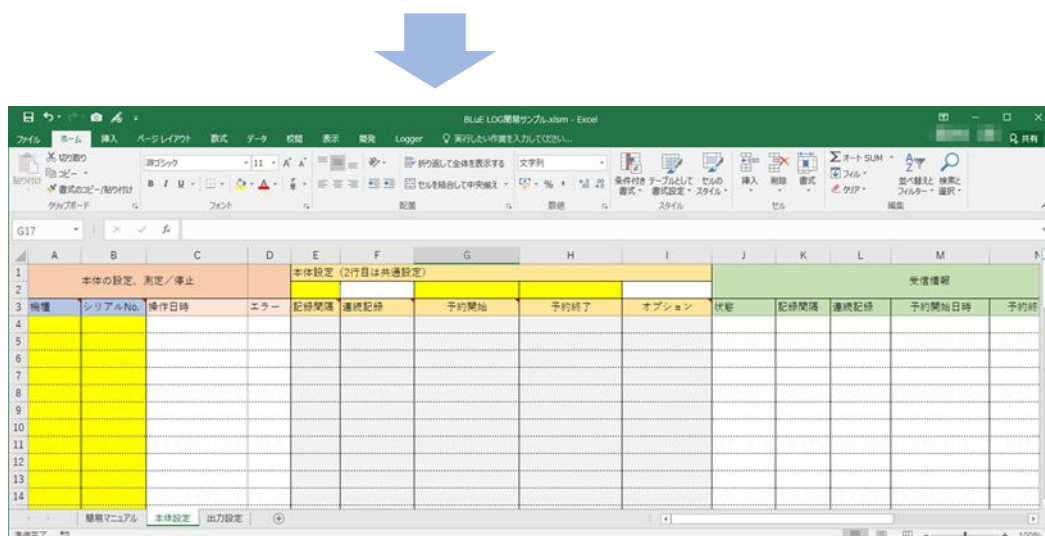 BLuE LOG簡易サンプル.xlsm - Excel
ファイル ホーム 挿入 ページレイアウト 数式 データ 校閲 表示 開発 Logger 実行したい作業を入力してください... 共有
切り取り
コピー
貼り付け
書式のコピー/貼り付け
クリップボード
游ゴシック 11
B I U
フォント
折り返して全体を表示する
セルを結合して中央揃え
配置
文字列
数値
条件付き書式 テーブルとして書式設定 セルのスタイル
スタイル
挿入 削除 書式
セル
オート SUM
フィル
クリア
並べ替えとフィルター 検索と選択
編集
G17 fx
A B C D E F G H I J K L M N
1 本体の設定、測定/停止 本体設定(2行目は共通設定) 受信情報
2
3 機種 シリアルNo. 操作日時 エラー 記録間隔 連続記録 予約開始 予約終了 オプション 状態 記録間隔 連続記録 予約開始日時 予約終
4
5
6
7
8
9
10
11
12
13
14
簡易マニュアル 本体設定 出力設定
準備完了 100%